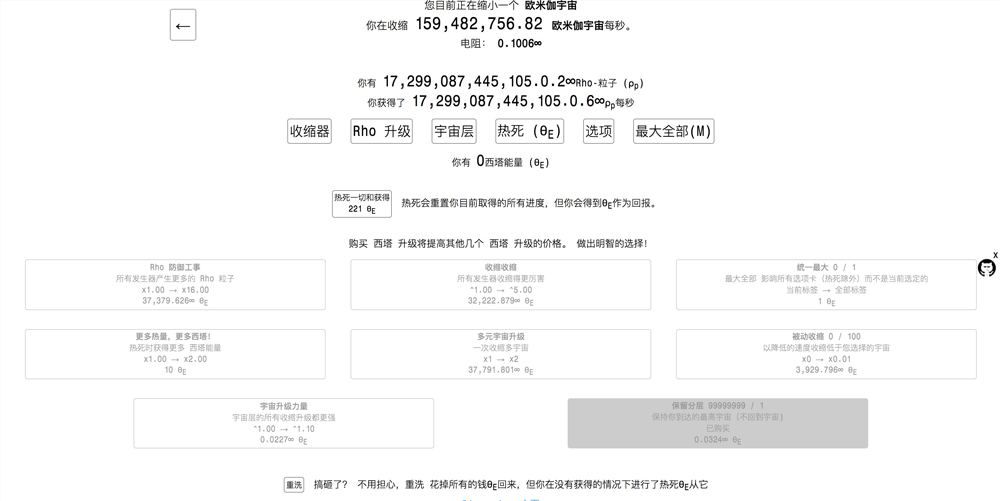 您目前正在缩小一个 欧米伽宇宙
←
你在收缩 159,482,756.82 欧米伽宇宙每秒。
电阻: 0.1006∞
你有 17,299,087,445,105.0.2∞Rho-粒子 (ρp)
你获得了 17,299,087,445,105.0.6∞ρp每秒
收缩器 Rho 升级 宇宙层 热死 (θE) 选项 最大全部(M)
你有 0西塔能量 (θE)
热死一切和获得
221 θE
热死会重置你目前取得的所有进度，但你会得到θE作为回报。
购买 西塔 升级将提高其他几个 西塔 升级的价格。 做出明智的选择！
X
Rho 防御工事
所有发生器产生更多的 Rho 粒子
x1.00 → x16.00
37,379.626∞ θE
收缩收缩
所有发生器收缩得更厉害
^1.00 → ^5.00
32,222.879∞ θE
统一最大 0 / 1
最大全部 影响所有选项卡（热死除外）而不是当前选定的
当前标签 → 全部标签
1 θE
更多热量，更多西塔！
热死时获得更多 西塔能量
x1.00 → x2.00
10 θE
多元宇宙升级
一次收缩多宇宙
x1 → x2
37,791.801∞ θE
被动收缩 0 / 100
以降低的速度收缩低于您选择的宇宙
x0 → x0.01
3,929.796∞ θE
宇宙升级力量
宇宙层的所有收缩升级都更强
^1.00 → ^1.10
0.0227∞ θE
保留分层 99999999 / 1
保持你到达的最高宇宙（不回到宇宙）
已购买
0.0324∞ θE
重洗 搞砸了？ 不用担心，重洗 花掉所有的钱θE回来，但你在没有获得的情况下进行了热死θE从它